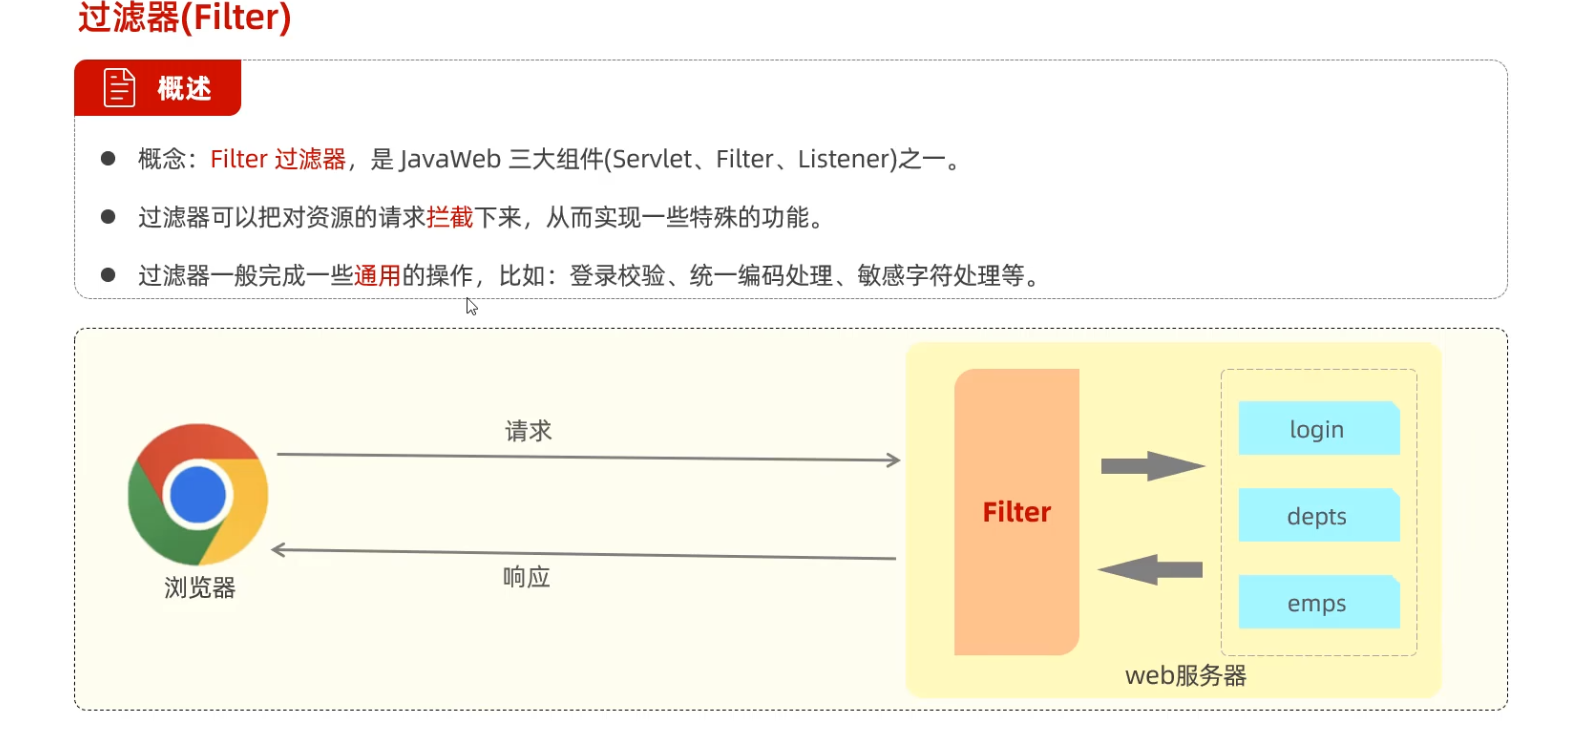 过滤器(Filter)
概述
概念：Filter 过滤器，是 JavaWeb 三大组件(Servlet、Filter、Listener)之一。
过滤器可以把对资源的请求拦截下来，从而实现一些特殊的功能。
过滤器一般完成一些通用的操作，比如：登录校验、统一编码处理、敏感字符处理等。
请求
login
Filter
depts
响应
浏览器
emps
web服务器